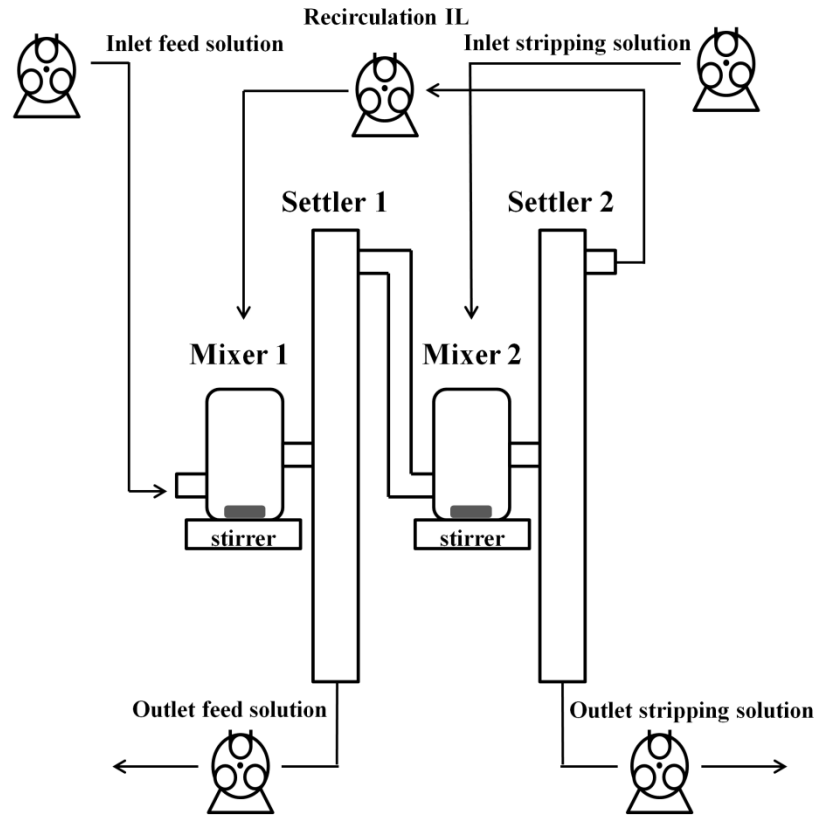 Recirculation IL
Inlet feed solution
Inlet stripping solution
Settler 1
Settler 2
Mixer 1
Mixer 2
stirrer
stirrer
Outlet feed solution
Outlet stripping solution